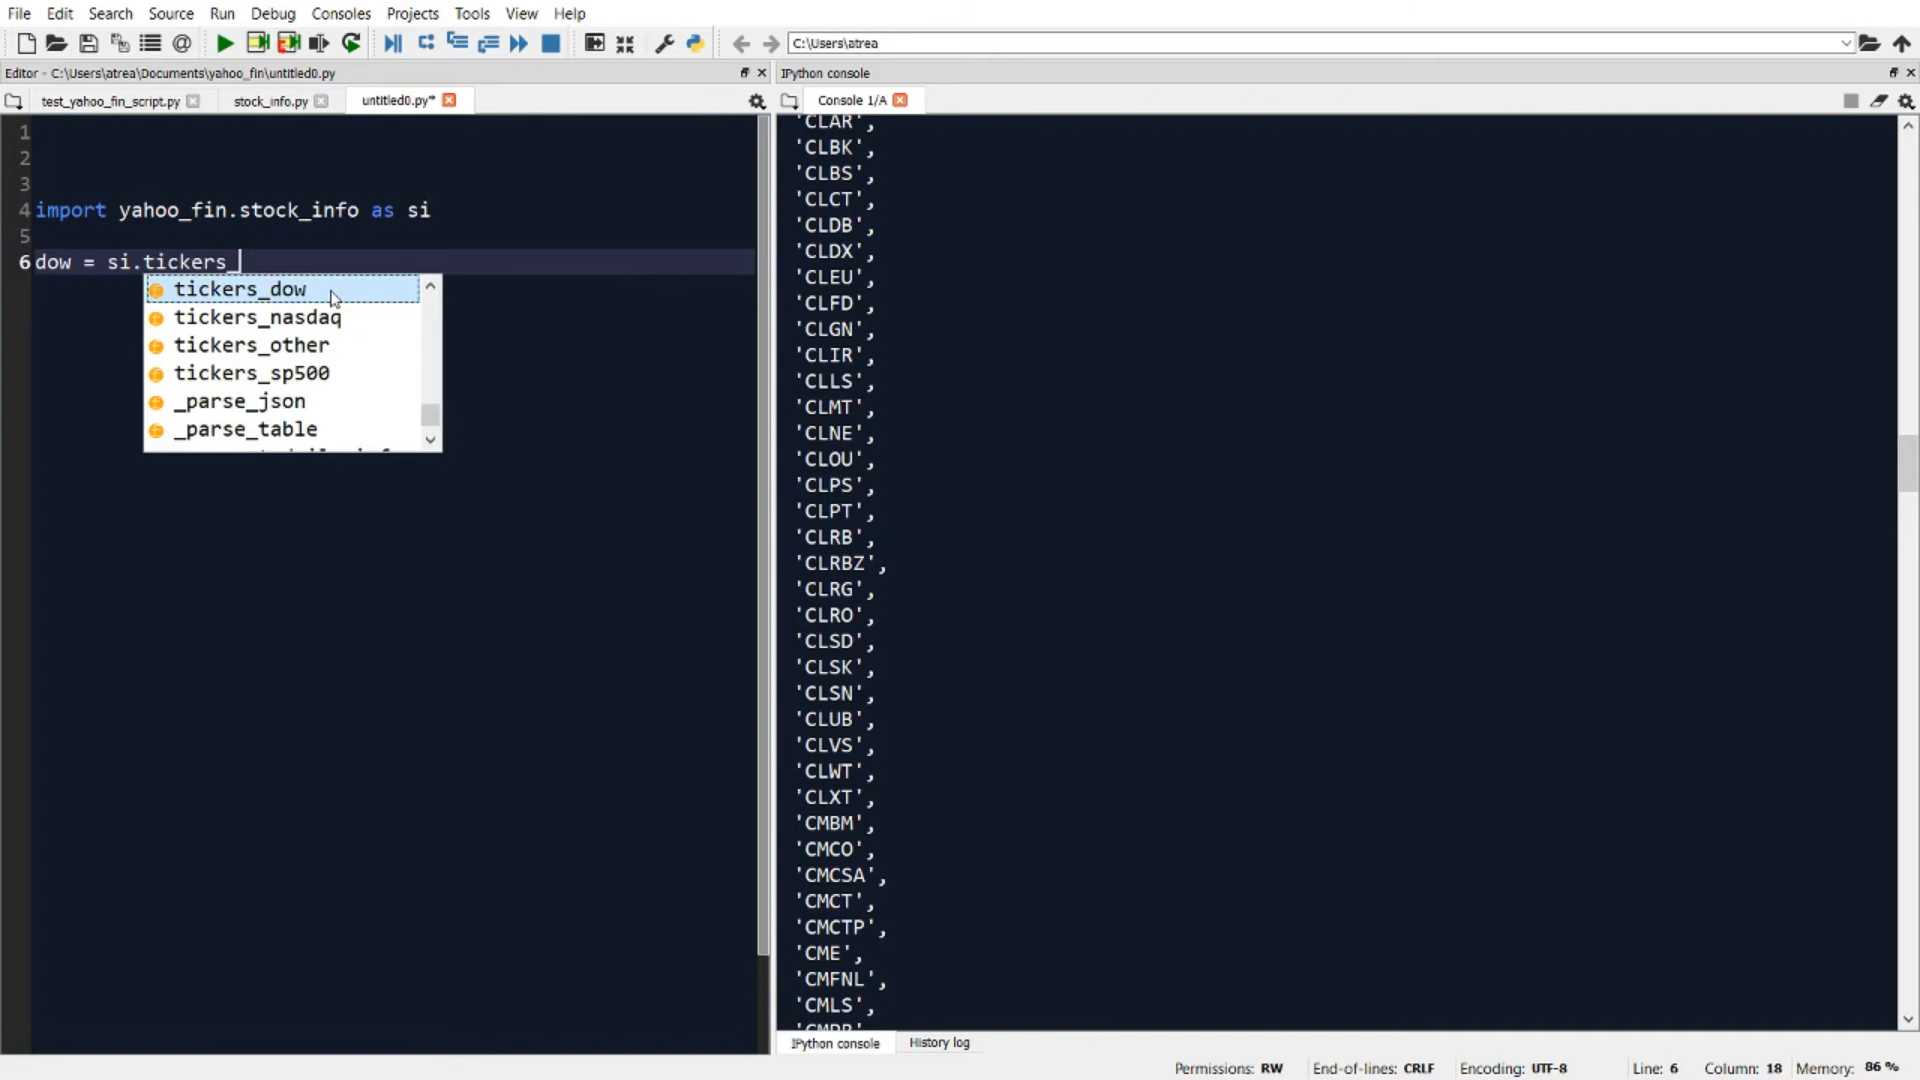 File Edit Search Source Run Debug Consoles Projects Tools View Help
C:\Users\atrea
Editor - C:\Users\atrea\Documents\yahoo_fin\untitled0.py
test_yahoo_fin_script.py stock_info.py untitled0.py*
1
2
3
4 import yahoo_fin.stock_info as si
5
6 dow = si.tickers_
tickers_dow
tickers_nasdaq
tickers_other
tickers_sp500
_parse_json
_parse_table
IPython console
Console 1/A
'CLAR',
'CLBK',
'CLBS',
'CLCT',
'CLDB',
'CLDX',
'CLEU',
'CLFD',
'CLGN',
'CLIR',
'CLLS',
'CLMT',
'CLNE',
'CLOU',
'CLPS',
'CLPT',
'CLRB',
'CLRBZ',
'CLRG',
'CLRO',
'CLSD',
'CLSK',
'CLSN',
'CLUB',
'CLVS',
'CLWT',
'CLXT',
'CMBM',
'CMCO',
'CMCSA',
'CMCT',
'CMCTP',
'CME',
'CMFNL',
'CMLS',
IPython console History log
Permissions: RW End-of-lines: CRLF Encoding: UTF-8 Line: 6 Column: 18 Memory: 86 %